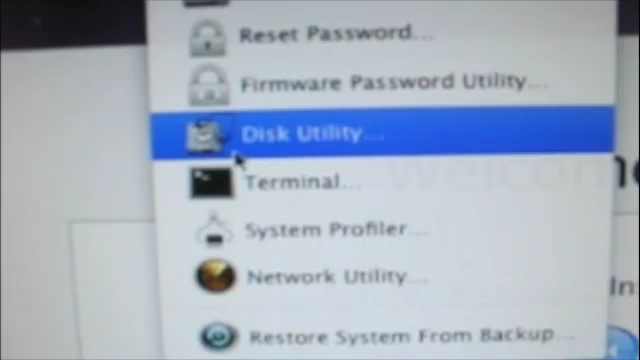 Reset Password...
Firmware Password Utility...
Disk Utility...
Terminal...
System Profiler...
Network Utility...
Restore System From Backup...